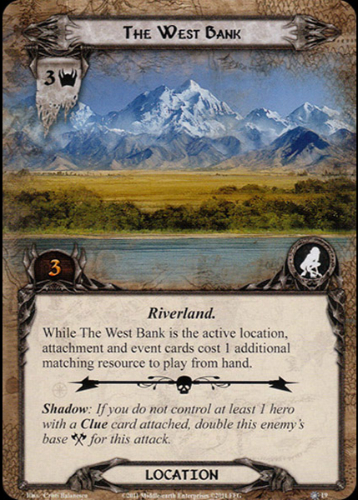 THE WEST BANK
3
3
Riverland.
While The West Bank is the active location,
attachment and event cards cost 1 additional
matching resource to play from hand.
Shadow: If you do not control at least 1 hero
with a Clue card attached, double this enemy's
base for this attack.
LOCATION
19